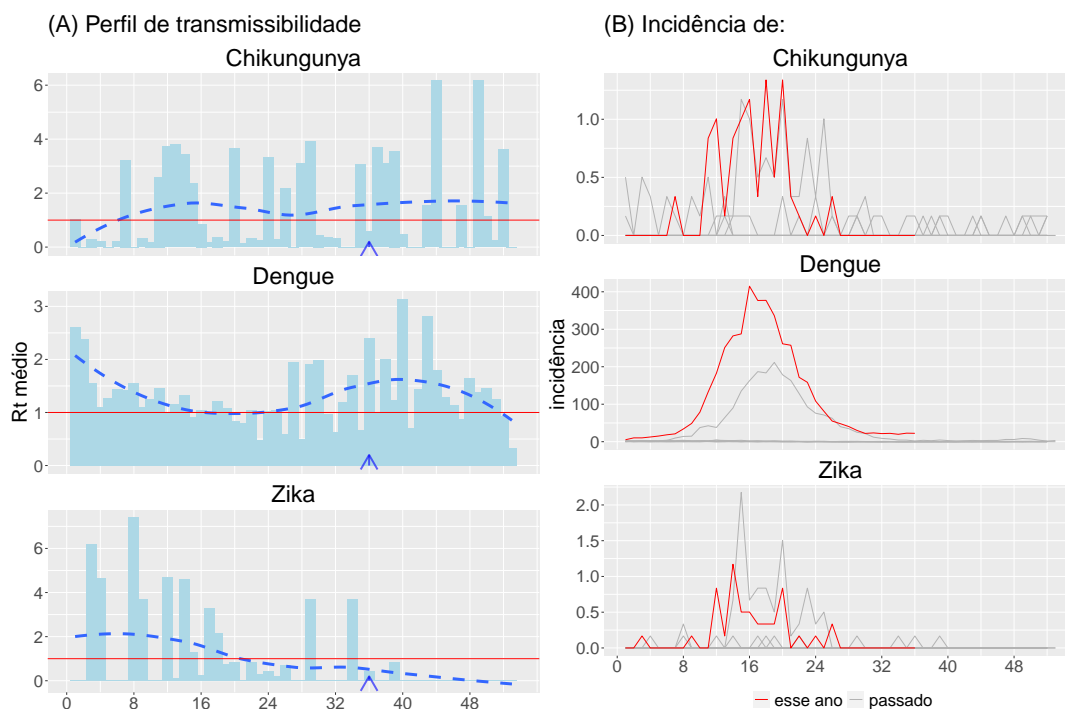 (A) Perfil de transmissibilidade
Chikungunya
6
4
2
0
Dengue
3
2
1
0
Rt médio
Zika
6
4
2
0
0 8 16 24 32 40 48
(B) Incidência de:
Chikungunya
1.0
0.5
0.0
Dengue
400
300
200
100
0
incidência
Zika
2.0
1.5
1.0
0.5
0.0
0 8 16 24 32 40 48
esse ano passado